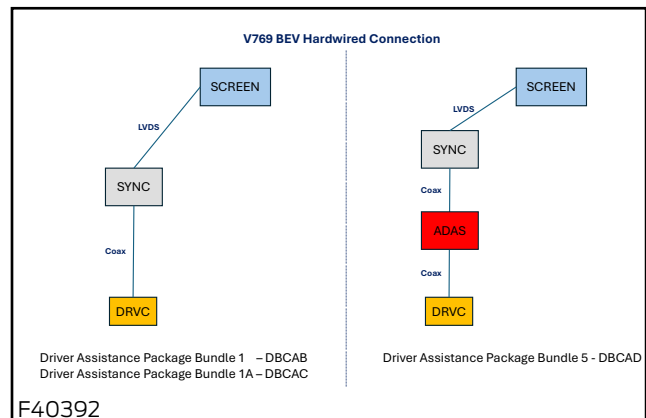 V769 BEV Hardwired Connection
SCREEN
LVDS
SYNC
Coax
DRVC
Driver Assistance Package Bundle 1 – DBCAB
Driver Assistance Package Bundle 1A – DBCAC
SCREEN
LVDS
SYNC
Coax
ADAS
Coax
DRVC
Driver Assistance Package Bundle 5 - DBCAD
F40392